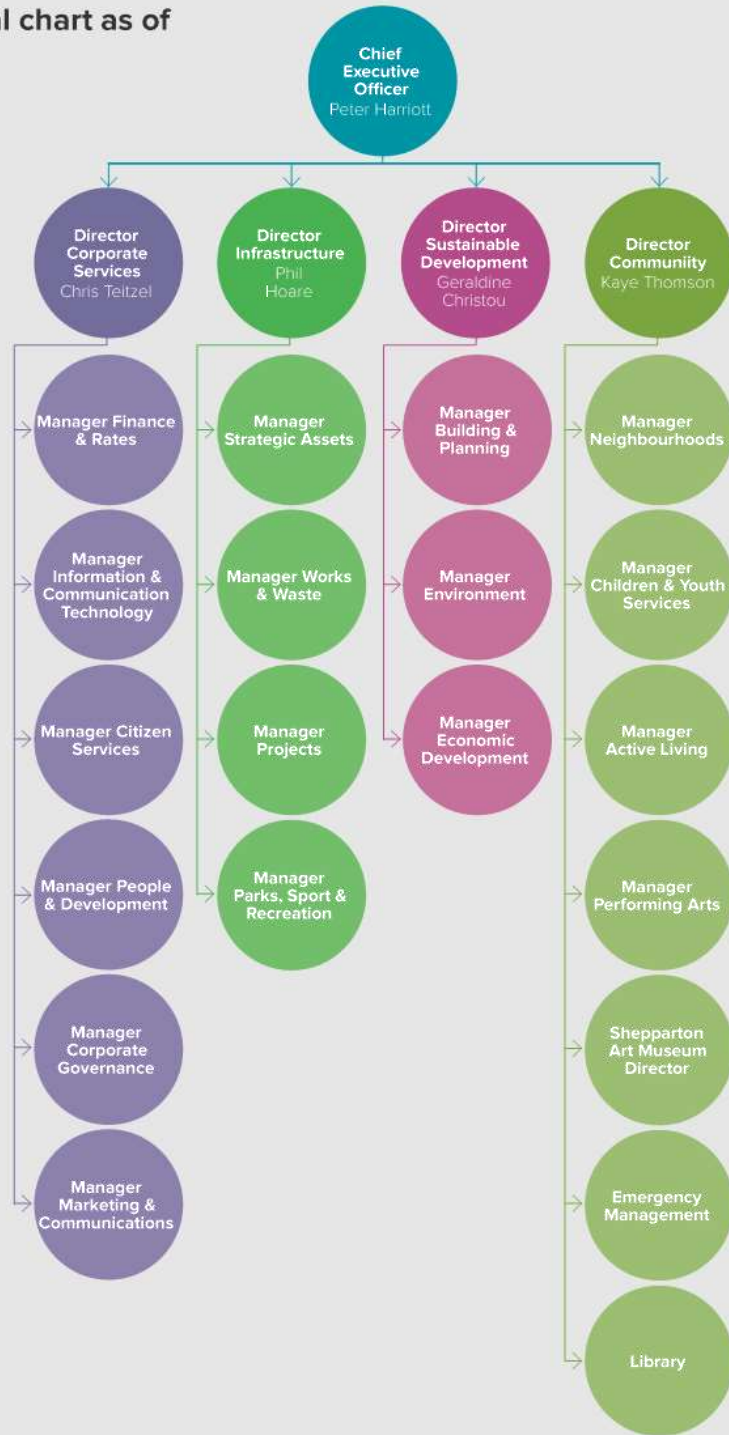 al chart as of
Chief
Executive
Officer
Peter Harriott
Director
Corporate
Services
Chris Teitzel
Director
Infrastructure
Phil
Hoare
Director
Sustainable
Development
Geraldine
Christou
Director
Communiity
Kaye Thomson
Manager Finance
& Rates
Manager
Information &
Communication
Technology
Manager Citizen
Services
Manager People
& Development
Manager
Corporate
Governance
Manager
Marketing &
Communications
Manager
Strategic Assets
Manager Works
& Waste
Manager
Projects
Manager
Parks, Sport &
Recreation
Manager
Building &
Planning
Manager
Environment
Manager
Economic
Development
Manager
Neighbourhoods
Manager
Children & Youth
Services
Manager
Active Living
Manager
Performing Arts
Shepparton
Art Museum
Director
Emergency
Management
Library